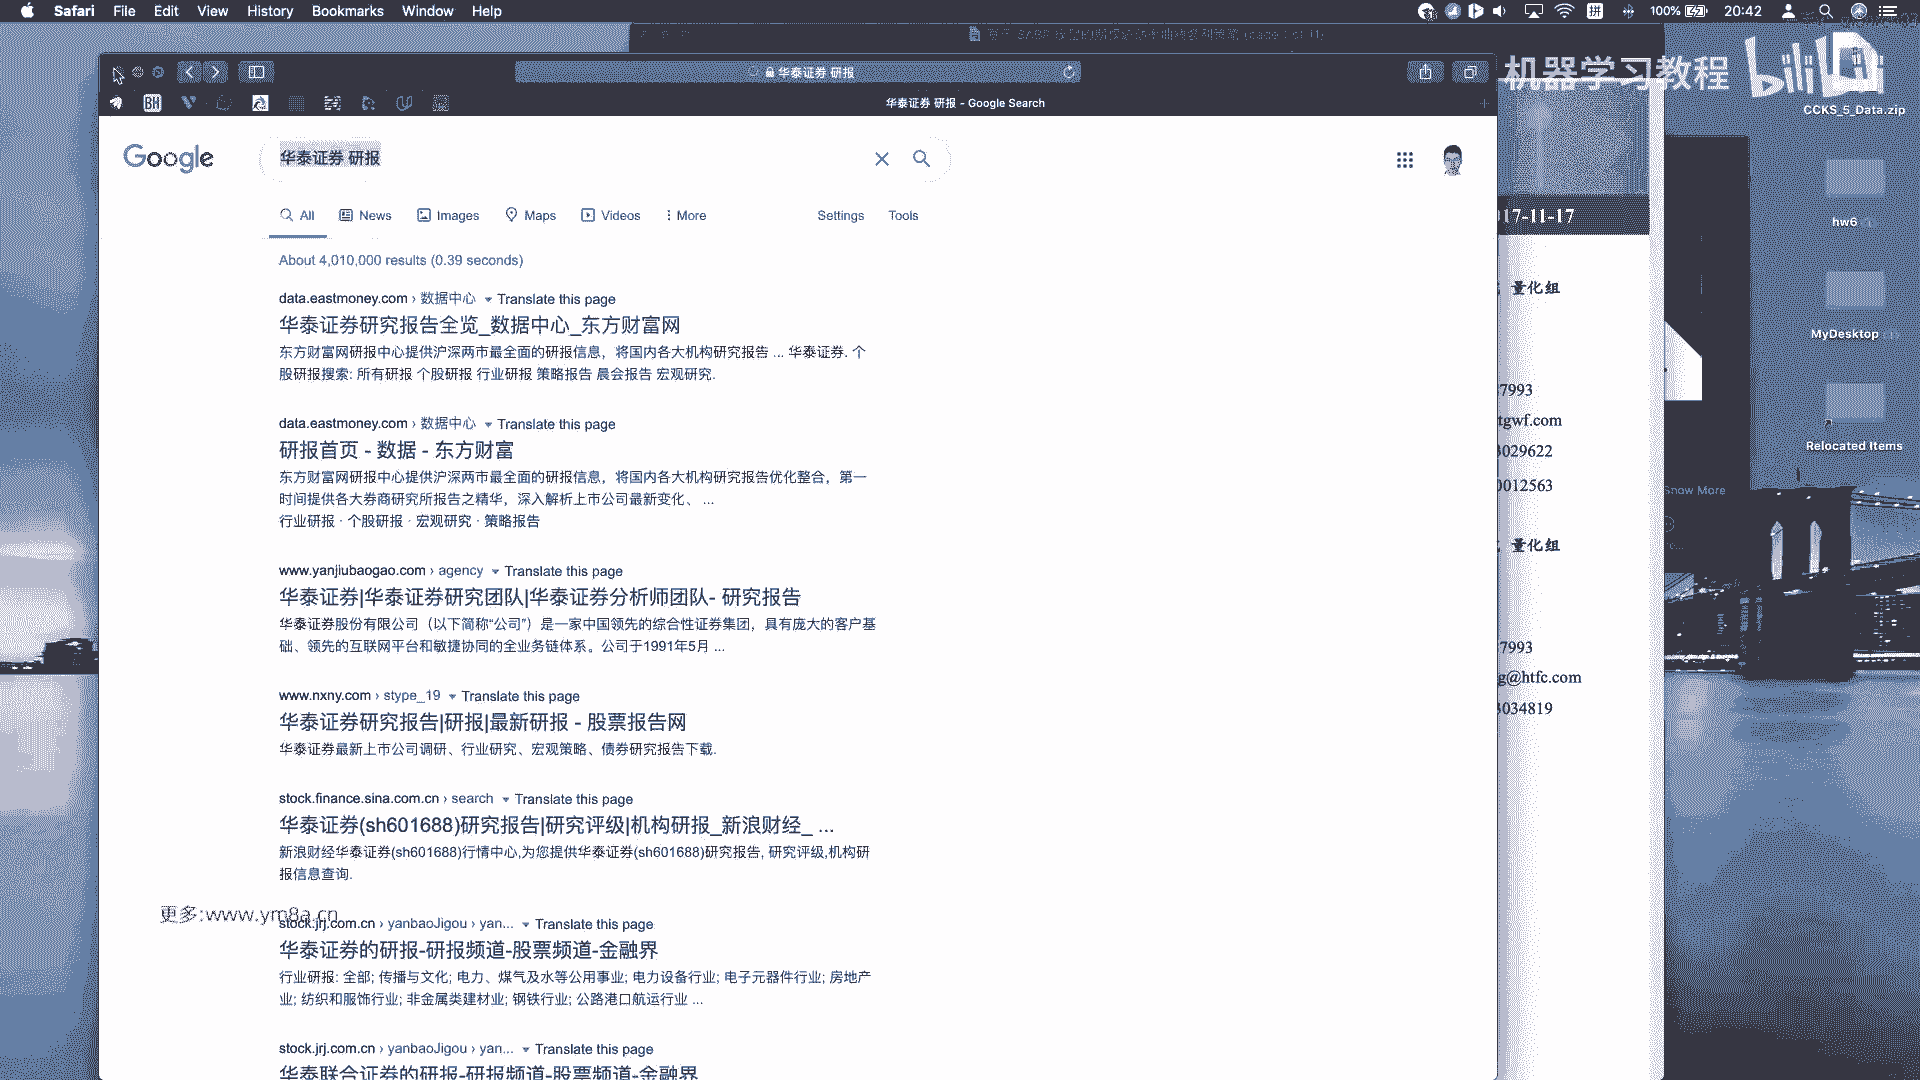 Safari File Edit View History Bookmarks Window Help
100% 20:42
华泰证券 研报
机器学习教程 bilibili
BH
华泰证券 研报 - Google Search
CCKS_5_Data.zip
Google
华泰证券 研报
All News Images Maps Videos More Settings Tools
17-11-17
hw6
About 4,010,000 results (0.39 seconds)
data.eastmoney.com › 数据中心 Translate this page
华泰证券研究报告全览_数据中心_东方财富网
东方财富网研报中心提供沪深两市最全面的研报信息，将国内各大机构研究报告 ... 华泰证券. 个
股研报搜索: 所有研报 个股研报 行业研报 策略报告 晨会报告 宏观研究.
量化组
MyDesktop
7993
data.eastmoney.com › 数据中心 Translate this page
tgwf.com
研报首页 - 数据 - 东方财富
3029622
Relocated Items
东方财富网研报中心提供沪深两市最全面的研报信息，将国内各大机构研究报告优化整合，第一
时间提供各大券商研究所报告之精华，深入解析上市公司最新变化、 ...
行业研报 · 个股研报 · 宏观研究 · 策略报告
0012563
Show More
量化组
www.yanjiubaogao.com › agency Translate this page
华泰证券|华泰证券研究团队|华泰证券分析师团队- 研究报告
华泰证券股份有限公司（以下简称“公司”）是一家中国领先的综合性证券集团，具有庞大的客户基
础、领先的互联网平台和敏捷协同的全业务链体系。公司于1991年5月 ...
7993
g@htfc.com
3034819
www.nxny.com › stype_19 Translate this page
华泰证券研究报告|研报|最新研报 - 股票报告网
华泰证券最新上市公司调研、行业研究、宏观策略、债券研究报告下载.
stock.finance.sina.com.cn › search Translate this page
华泰证券(sh601688)研究报告|研究评级|机构研报_新浪财经_ ...
新浪财经华泰证券(sh601688)行情中心,为您提供华泰证券(sh601688)研究报告, 研究评级,机构研
报信息查询.
更多:www.ym8a.cn
stock.jrj.com.cn › yanbaoJigou › yan... Translate this page
华泰证券的研报-研报频道-股票频道-金融界
行业研报: 全部; 传播与文化; 电力、煤气及水等公用事业; 电力设备行业; 电子元器件行业; 房地产
业; 纺织和服饰行业; 非金属类建材业; 钢铁行业; 公路港口航运行业 ...
stock.jrj.com.cn › yanbaoJigou › yan... Translate this page
华泰联合证券的研报-研报频道-股票频道-金融界